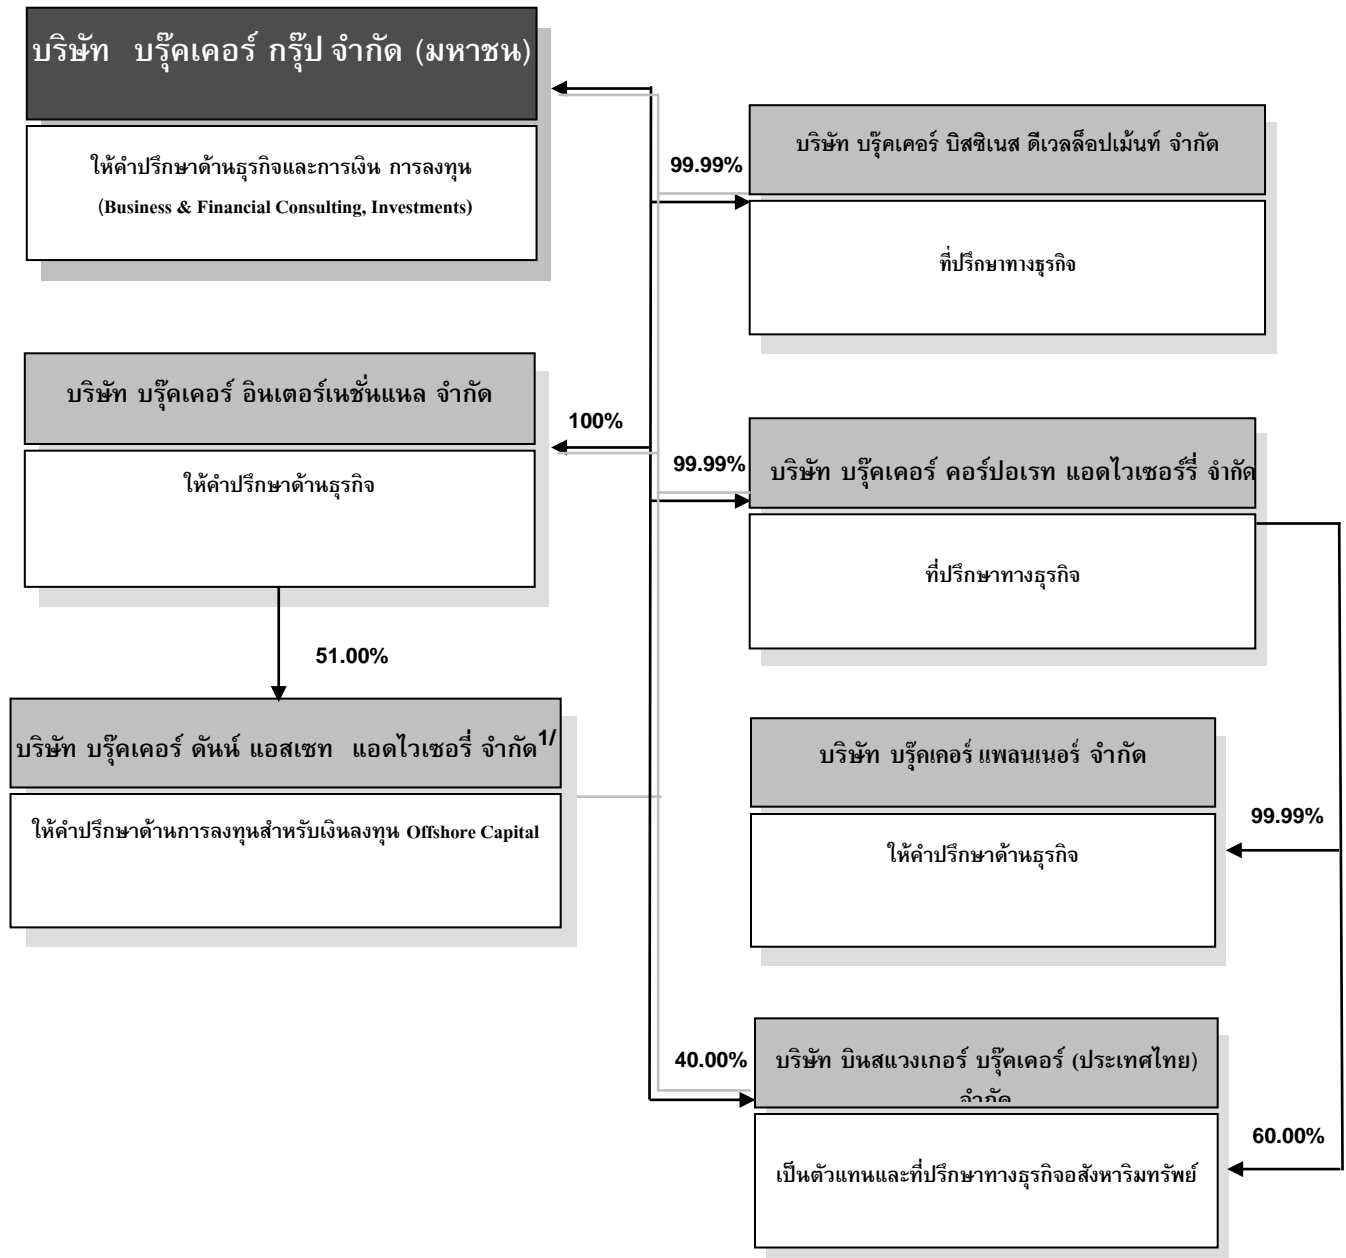 บริษัท บรุ๊คเคอร์ กรุ๊ป จำกัด (มหาชน)
ให้คำปรึกษาด้านธุรกิจและการเงิน การลงทุน
(Business & Financial Consulting, Investments)
99.99%
บริษัท บรุ๊คเคอร์ บิสซิเนส ดีเวลล็อปเม้นท์ จำกัด
ที่ปรึกษาทางธุรกิจ
บริษัท บรุ๊คเคอร์ อินเตอร์เนชั่นแนล จำกัด
ให้คำปรึกษาด้านธุรกิจ
100%
99.99%
บริษัท บรุ๊คเคอร์ คอร์ปอเรท แอดไวเซอร์รี่ จำกัด
ที่ปรึกษาทางธุรกิจ
51.00%
บริษัท บรุ๊คเคอร์ ดันน์ แอสเซท แอดไวเซอรี่ จำกัด1/
ให้คำปรึกษาด้านการลงทุนสำหรับเงินลงทุน Offshore Capital
บริษัท บรุ๊คเคอร์ แพลนเนอร์ จำกัด
ให้คำปรึกษาด้านธุรกิจ
99.99%
40.00%
บริษัท บินสแวงเกอร์ บรุ๊คเคอร์ (ประเทศไทย)
จำกัด
เป็นตัวแทนและที่ปรึกษาทางธุรกิจอสังหาริมทรัพย์
60.00%